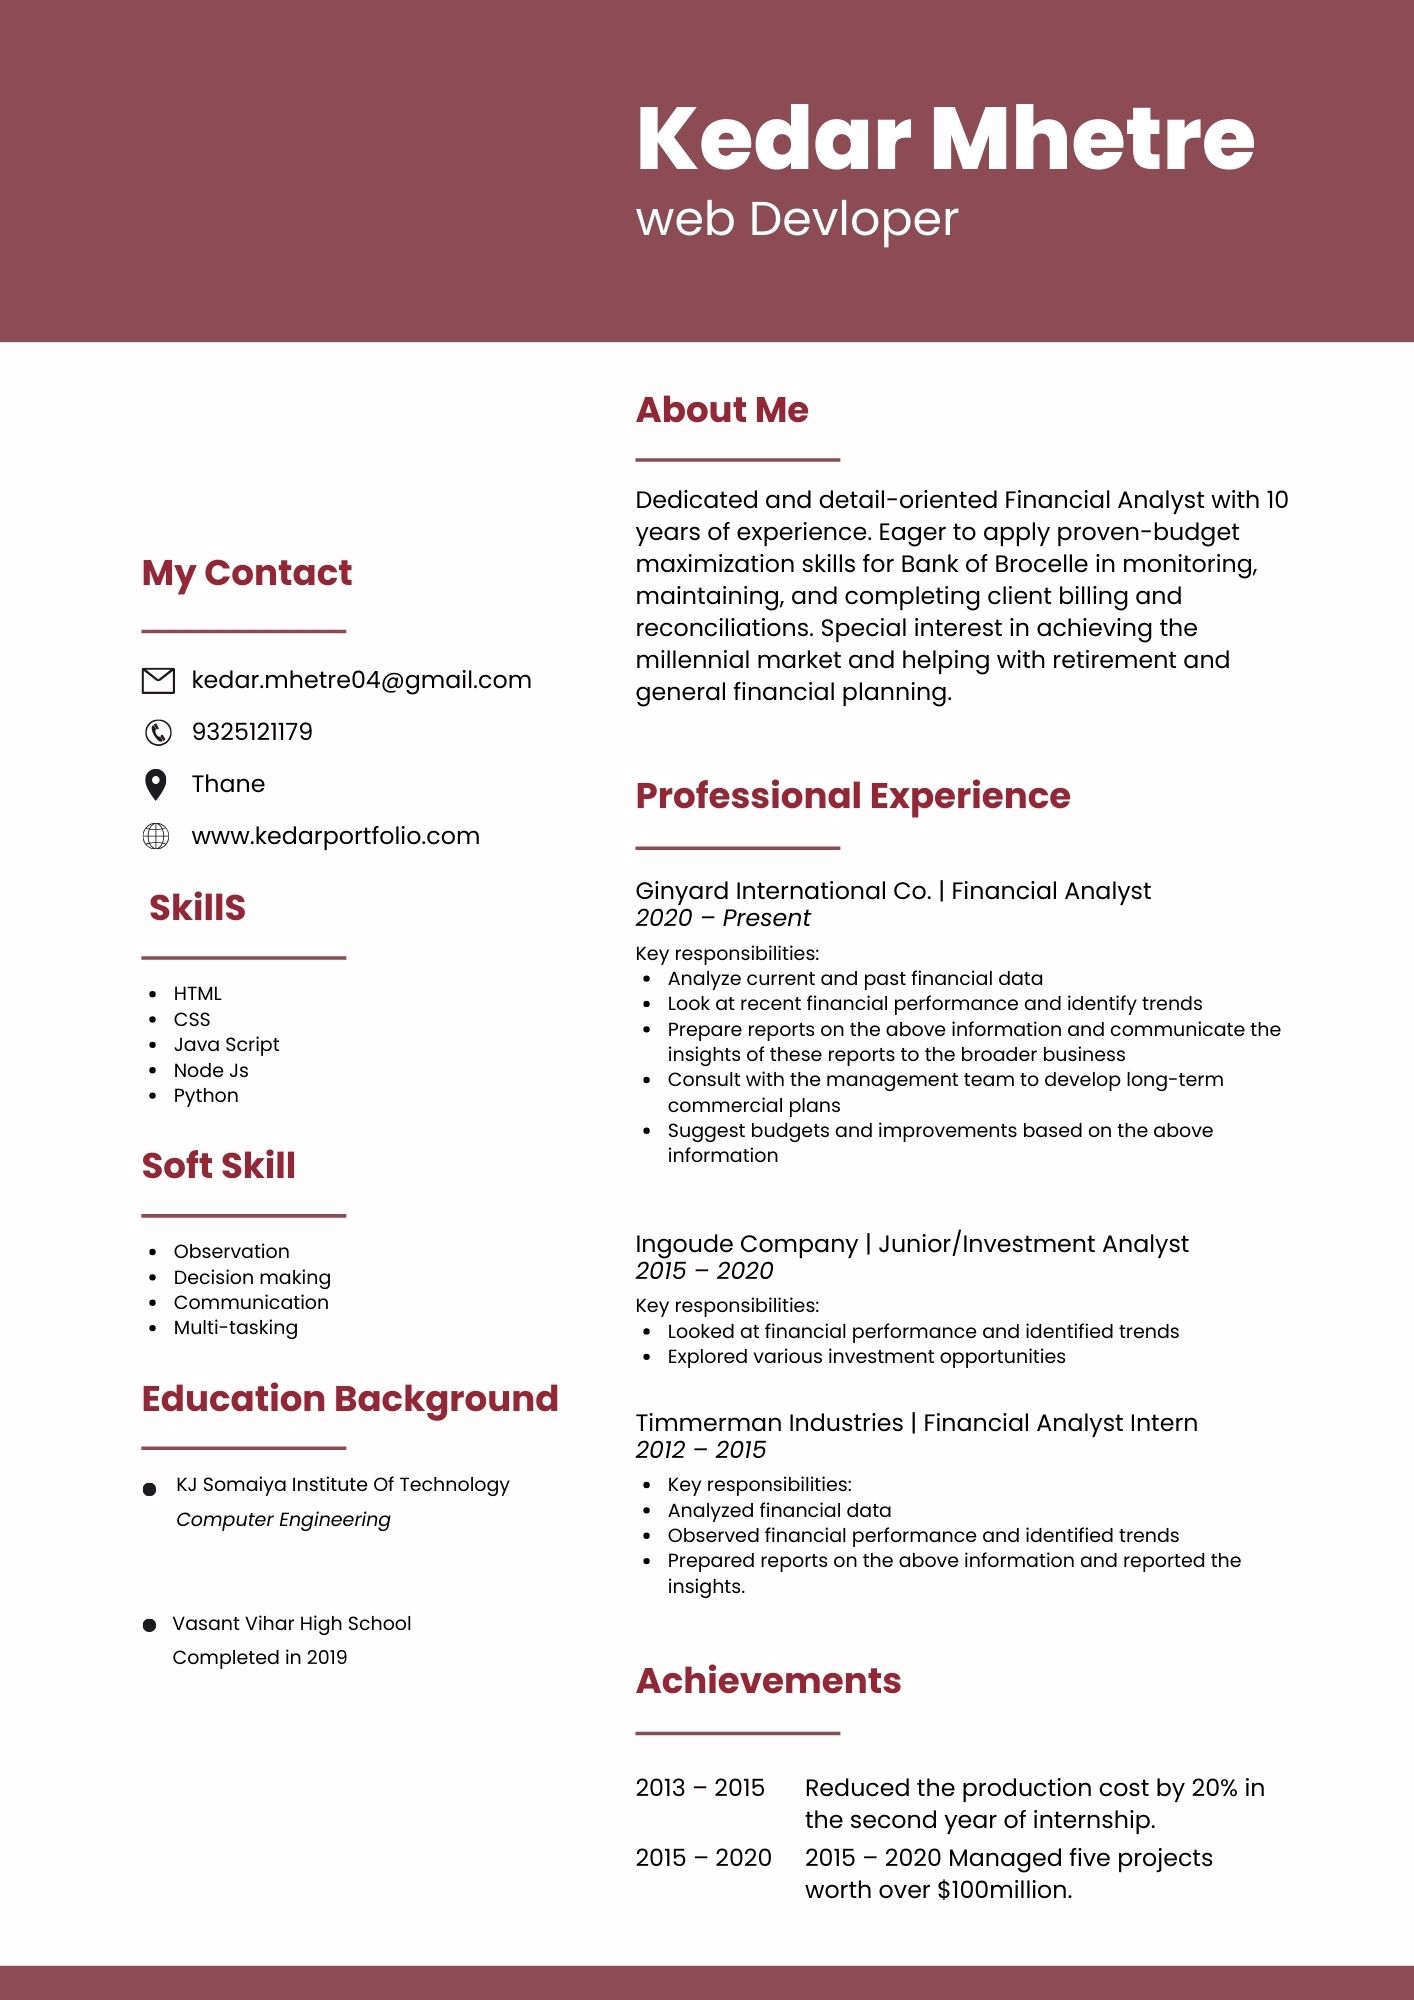 Kedar Mhetre
web Devloper
My Contact
kedar.mhetre04@gmail.com
9325121179
Thane
www.kedarportfolio.com
SkillS
• HTML
• CSS
• Java Script
• Node Js
• Python
Soft Skill
• Observation
• Decision making
• Communication
• Multi-tasking
Education Background
• KJ Somaiya Institute Of Technology
Computer Engineering
• Vasant Vihar High School
Completed in 2019
About Me
Dedicated and detail-oriented Financial Analyst with 10
years of experience. Eager to apply proven-budget
maximization skills for Bank of Brocelle in monitoring,
maintaining, and completing client billing and
reconciliations. Special interest in achieving the
millennial market and helping with retirement and
general financial planning.
Professional Experience
Ginyard International Co. | Financial Analyst
2020 – Present
Key responsibilities:
• Analyze current and past financial data
• Look at recent financial performance and identify trends
• Prepare reports on the above information and communicate the
insights of these reports to the broader business
• Consult with the management team to develop long-term
commercial plans
• Suggest budgets and improvements based on the above
information
Ingoude Company | Junior/Investment Analyst
2015 – 2020
Key responsibilities:
• Looked at financial performance and identified trends
• Explored various investment opportunities
Timmerman Industries | Financial Analyst Intern
2012 – 2015
• Key responsibilities:
• Analyzed financial data
• Observed financial performance and identified trends
• Prepared reports on the above information and reported the
insights.
Achievements
2013 – 2015 Reduced the production cost by 20% in
the second year of internship.
2015 – 2020 2015 – 2020 Managed five projects
worth over $100million.